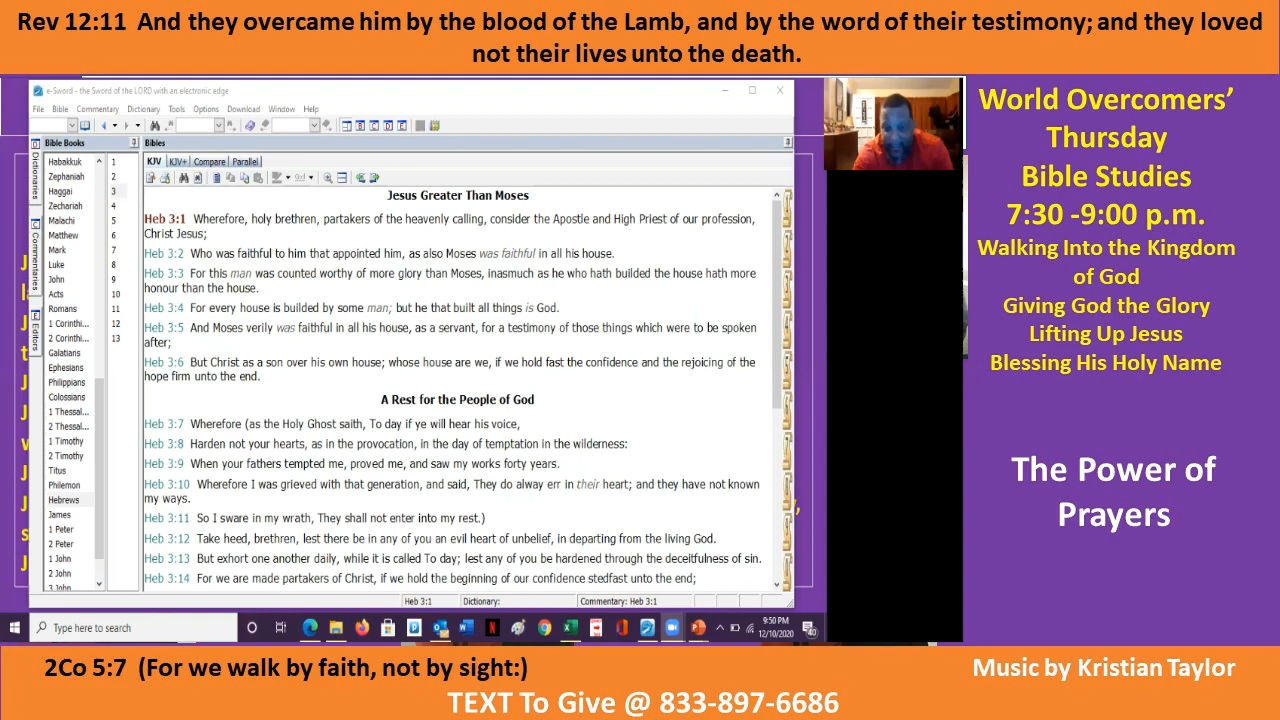 Rev 12:11 And they overcame him by the blood of the Lamb, and by the word of their testimony; and they loved
not their lives unto the death.
e-Sword - the Sword of the LORD with an electronic edge
File Bible Commentary Dictionary Tools Options Download Window Help
Bible Books
Bibles
KJV KJV+ Compare Parallel
Dictionaries
Commentaries
Editors
Habakkuk
Zephaniah
Haggai
Zechariah
Malachi
Matthew
Mark
Luke
John
Acts
Romans
1 Corinthi...
2 Corinthi...
Galatians
Ephesians
Philippians
Colossians
1 Thessal...
2 Thessal...
1 Timothy
2 Timothy
Titus
Philemon
Hebrews
James
1 Peter
2 Peter
1 John
2 John
3 John
1
2
3
4
5
6
7
8
9
10
11
12
13
Jesus Greater Than Moses
Heb 3:1 Wherefore, holy brethren, partakers of the heavenly calling, consider the Apostle and High Priest of our profession,
Christ Jesus;
Heb 3:2 Who was faithful to him that appointed him, as also Moses was faithful in all his house.
Heb 3:3 For this man was counted worthy of more glory than Moses, inasmuch as he who hath builded the house hath more
honour than the house.
Heb 3:4 For every house is builded by some man; but he that built all things is God.
Heb 3:5 And Moses verily was faithful in all his house, as a servant, for a testimony of those things which were to be spoken
after;
Heb 3:6 But Christ as a son over his own house; whose house are we, if we hold fast the confidence and the rejoicing of the
hope firm unto the end.
A Rest for the People of God
Heb 3:7 Wherefore (as the Holy Ghost saith, To day if ye will hear his voice,
Heb 3:8 Harden not your hearts, as in the provocation, in the day of temptation in the wilderness:
Heb 3:9 When your fathers tempted me, proved me, and saw my works forty years.
Heb 3:10 Wherefore I was grieved with that generation, and said, They do alway err in their heart; and they have not known
my ways.
Heb 3:11 So I sware in my wrath, They shall not enter into my rest.)
Heb 3:12 Take heed, brethren, lest there be in any of you an evil heart of unbelief, in departing from the living God.
Heb 3:13 But exhort one another daily, while it is called To day; lest any of you be hardened through the deceitfulness of sin.
Heb 3:14 For we are made partakers of Christ, if we hold the beginning of our confidence stedfast unto the end;
Heb 3:1 Dictionary: Commentary: Heb 3:1
Type here to search
9:50 PM
12/10/2020
40
World Overcomers'
Thursday
Bible Studies
7:30 -9:00 p.m.
Walking Into the Kingdom
of God
Giving God the Glory
Lifting Up Jesus
Blessing His Holy Name
The Power of
Prayers
2Co 5:7 (For we walk by faith, not by sight:)
Music by Kristian Taylor
TEXT To Give @ 833-897-6686